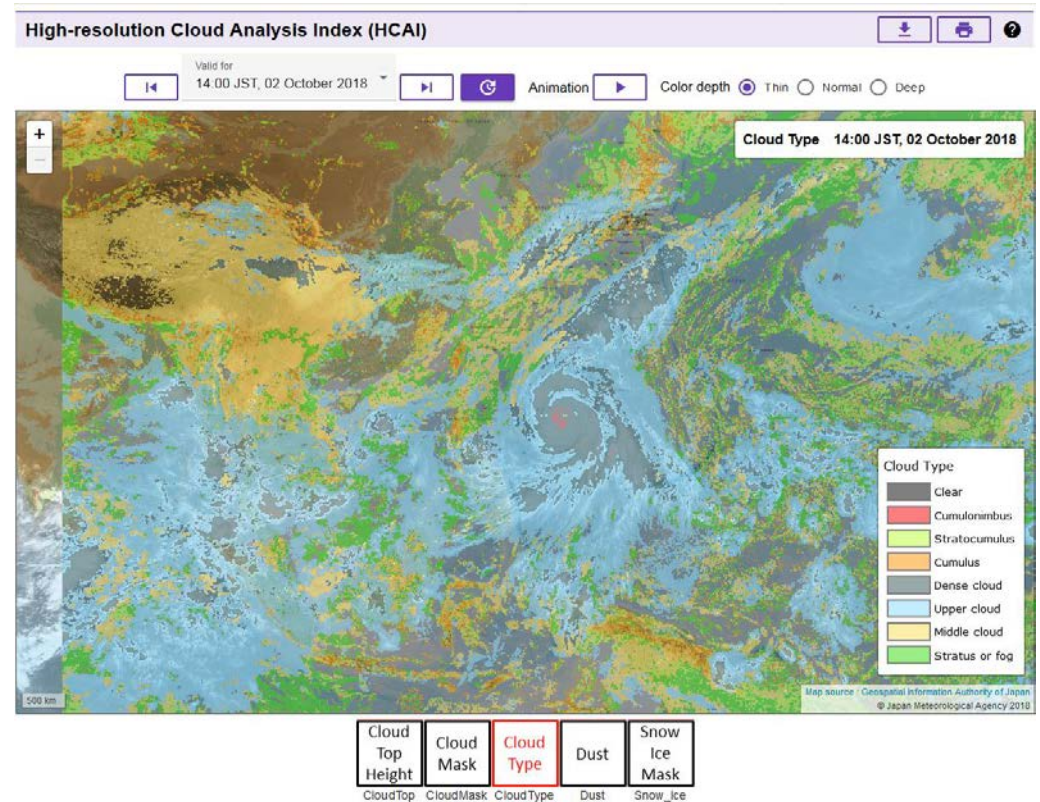 High-resolution Cloud Analysis Index (HCAI)
Valid for
14:00 JST, 02 October 2018
Animation
Color depth Thin Normal Deep
+
Cloud Type 14:00 JST, 02 October 2018
Cloud Type
Clear
Cumulonimbus
Stratocumulus
Cumulus
Dense cloud
Upper cloud
Middle cloud
Stratus or fog
500 km
Map source : Geospatial Information Authority of Japan
© Japan Meteorological Agency 2018
Cloud Top Height
Cloud Mask
Cloud Type
Dust
Snow Ice Mask
CloudTop CloudMask CloudType Dust Snow_Ice